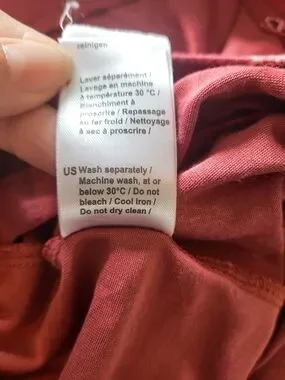 reinigen
Laver séparément /
Lavage en machine
à température 30 °C /
Blanchiment à
proscrire / Repassage
au fer froid / Nettoyage
à sec à proscrire /
US Wash separately /
Machine wash, at or
below 30°C / Do not
bleach / Cool iron /
Do not dry clean /